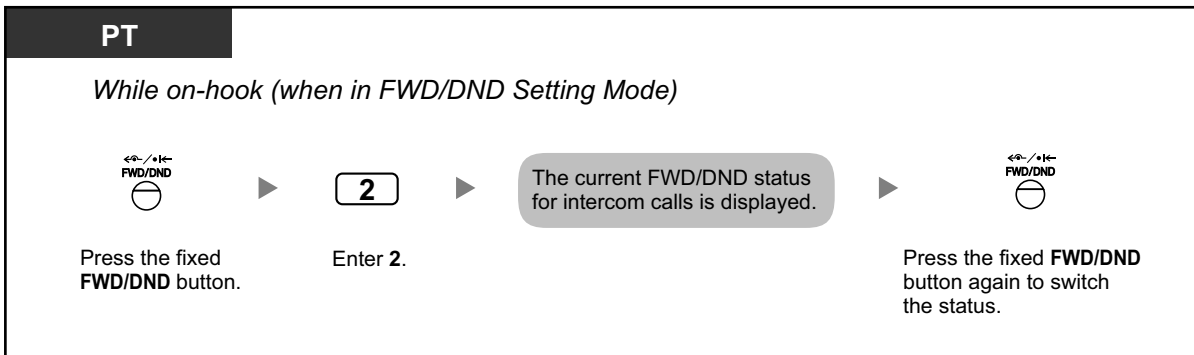 PT
While on-hook (when in FWD/DND Setting Mode)
FWD/DND
2
The current FWD/DND status
for intercom calls is displayed.
FWD/DND
Press the fixed
FWD/DND button.
Enter 2.
Press the fixed FWD/DND
button again to switch
the status.